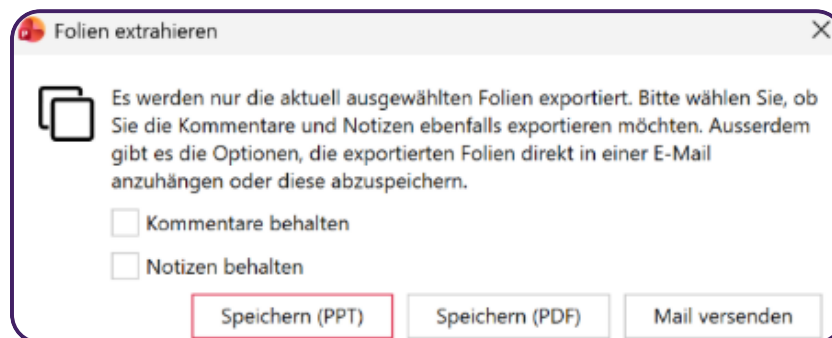 Folien extrahieren
Es werden nur die aktuell ausgewählten Folien exportiert. Bitte wählen Sie, ob
Sie die Kommentare und Notizen ebenfalls exportieren möchten. Ausserdem
gibt es die Optionen, die exportierten Folien direkt in einer E-Mail
anzuhängen oder diese abzuspeichern.
Kommentare behalten
Notizen behalten
Speichern (PPT) Speichern (PDF) Mail versenden